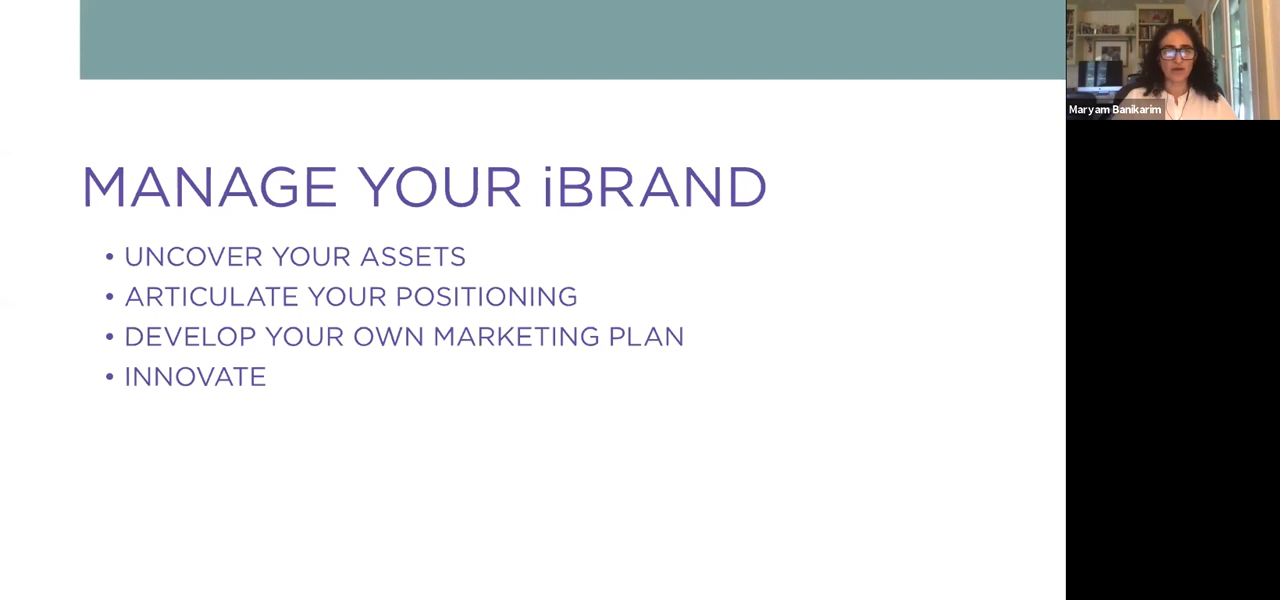 MANAGE YOUR iBRAND
• UNCOVER YOUR ASSETS
• ARTICULATE YOUR POSITIONING
• DEVELOP YOUR OWN MARKETING PLAN
• INNOVATE
Maryam Banikarim